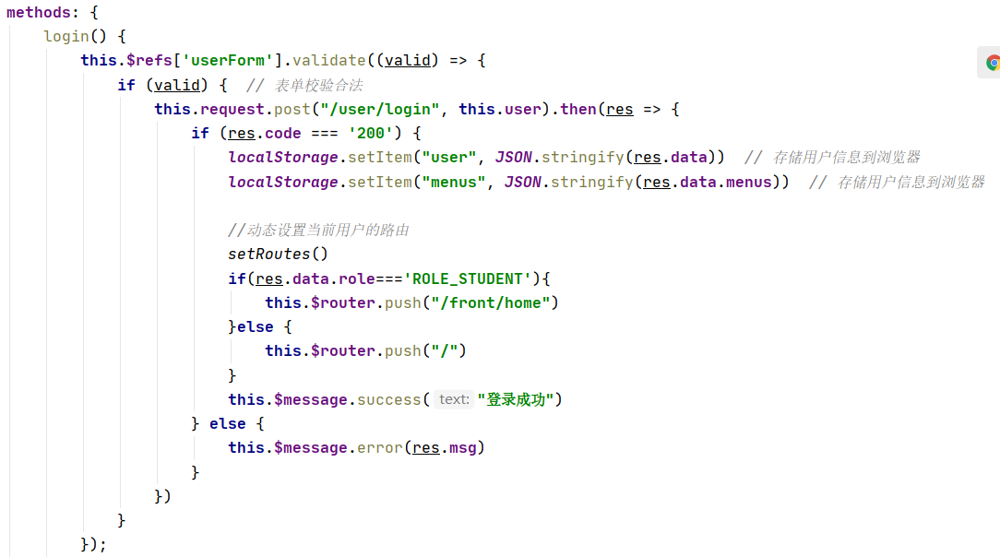 methods: {
    login() {
        this.$refs['userForm'].validate((valid) => {
            if (valid) {  // 表单校验合法
                this.request.post("/user/login", this.user).then(res => {
                    if (res.code === '200') {
                        localStorage.setItem("user", JSON.stringify(res.data))  // 存储用户信息到浏览器
                        localStorage.setItem("menus", JSON.stringify(res.data.menus))  // 存储用户信息到浏览器

                        //动态设置当前用户的路由
                        setRoutes()
                        if(res.data.role==='ROLE_STUDENT'){
                            this.$router.push("/front/home")
                        }else {
                            this.$router.push("/")
                        }
                        this.$message.success( text: "登录成功")
                    } else {
                        this.$message.error(res.msg)
                    }
                })
            }
        });